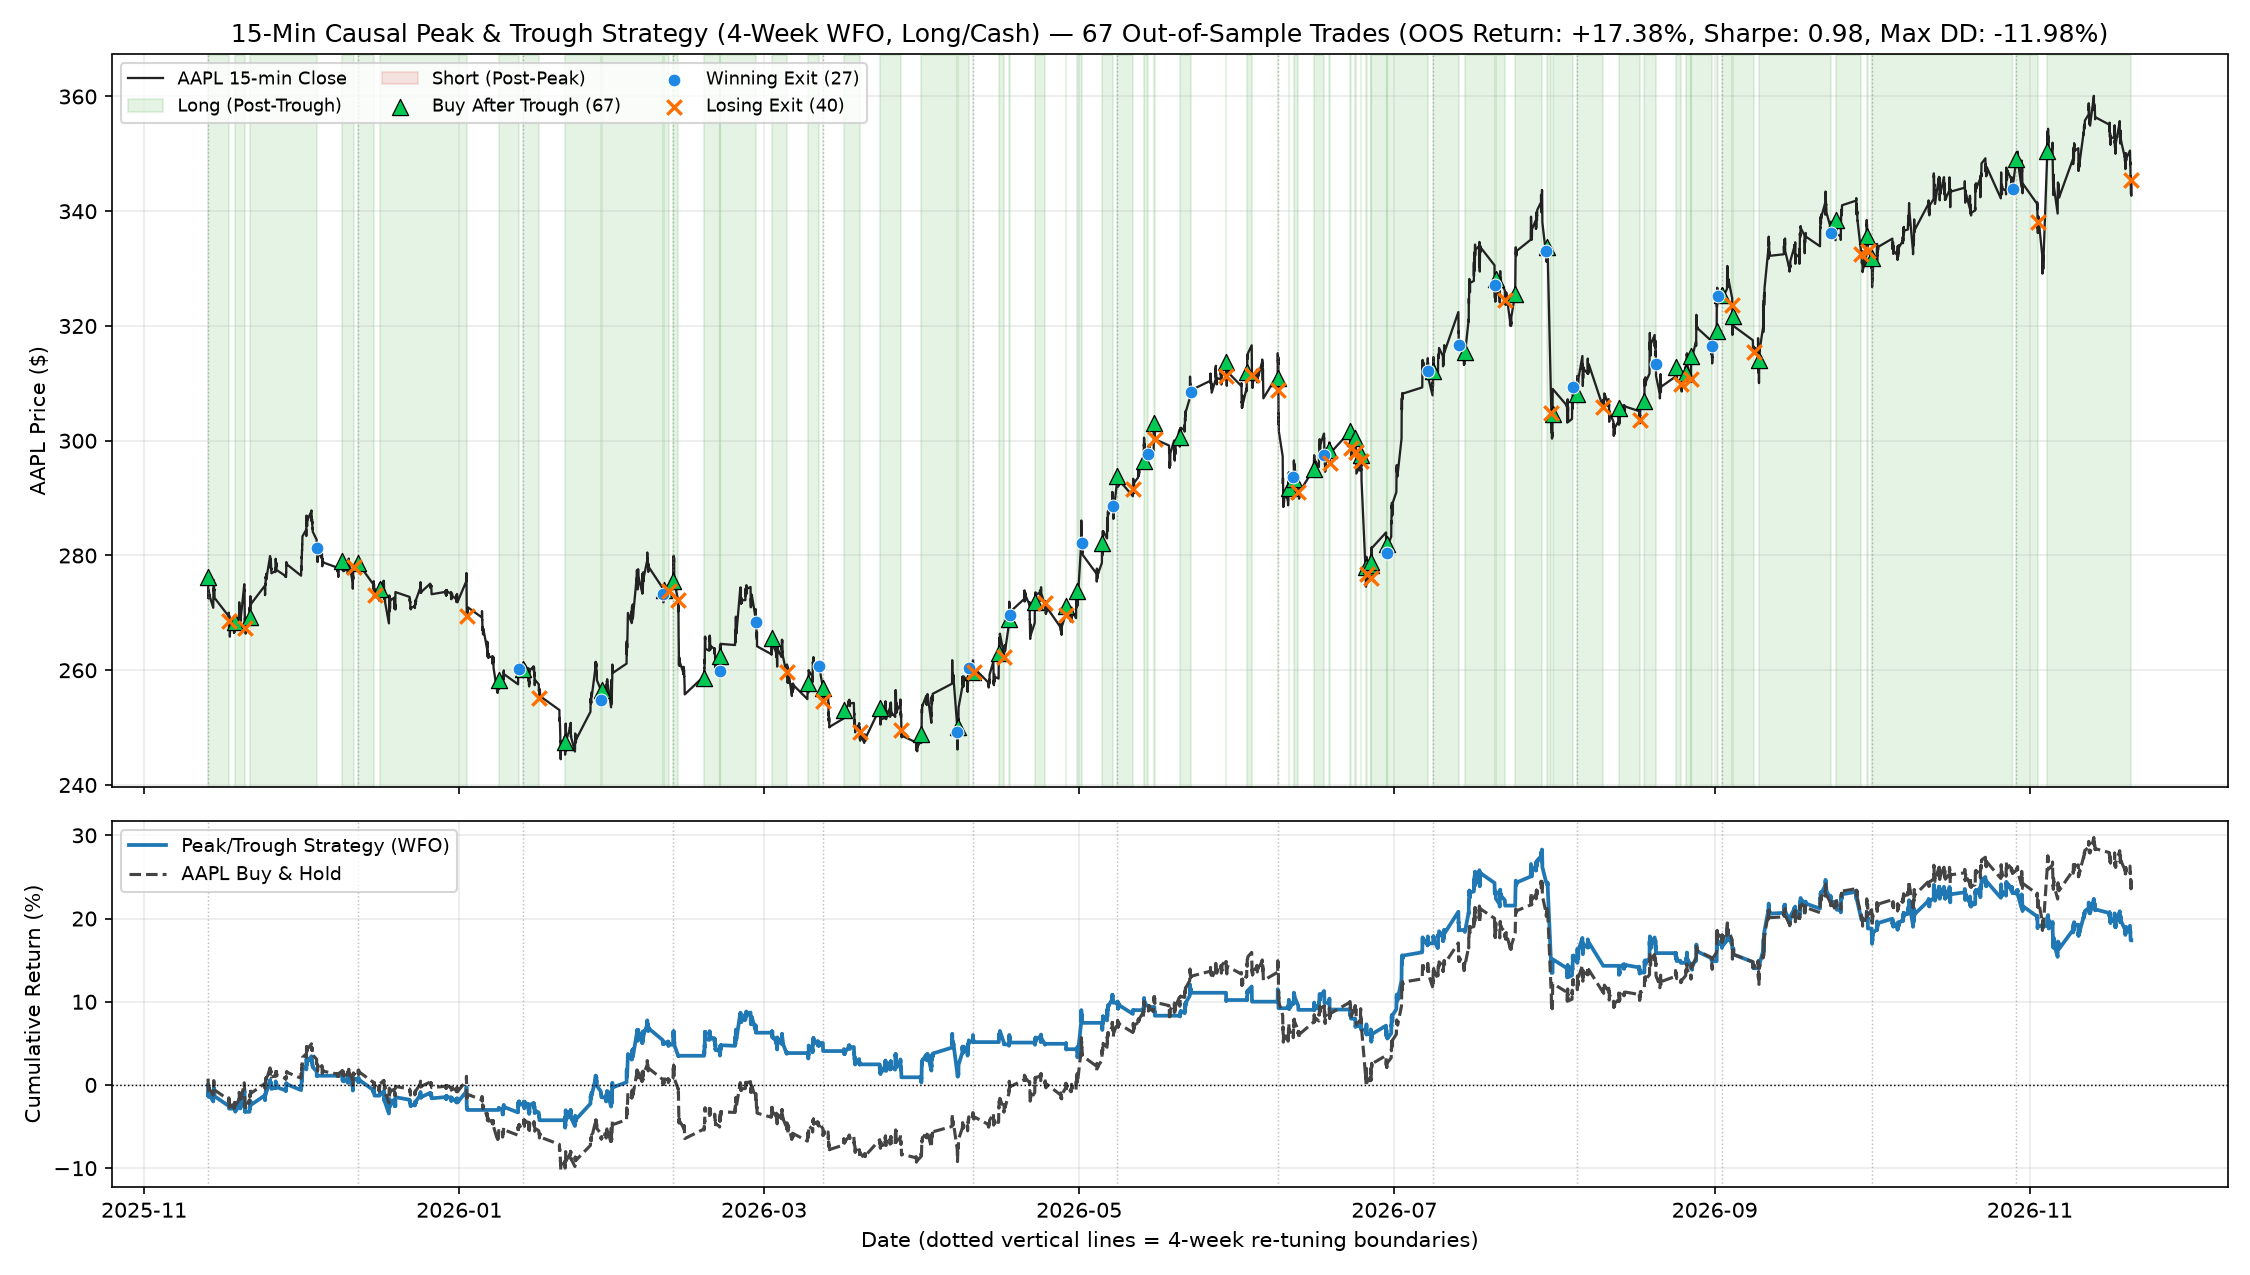 15-Min Causal Peak & Trough Strategy (4-Week WFO, Long/Cash) — 67 Out-of-Sample Trades (OOS Return: +17.38%, Sharpe: 0.98, Max DD: -11.98%)
AAPL 15-min Close
Long (Post-Trough)
Short (Post-Peak)
Buy After Trough (67)
Winning Exit (27)
Losing Exit (40)
AAPL Price ($)
360
340
320
300
280
260
240
Peak/Trough Strategy (WFO)
AAPL Buy & Hold
Cumulative Return (%)
30
20
10
0
−10
2025-11
2026-01
2026-03
2026-05
2026-07
2026-09
2026-11
Date (dotted vertical lines = 4-week re-tuning boundaries)